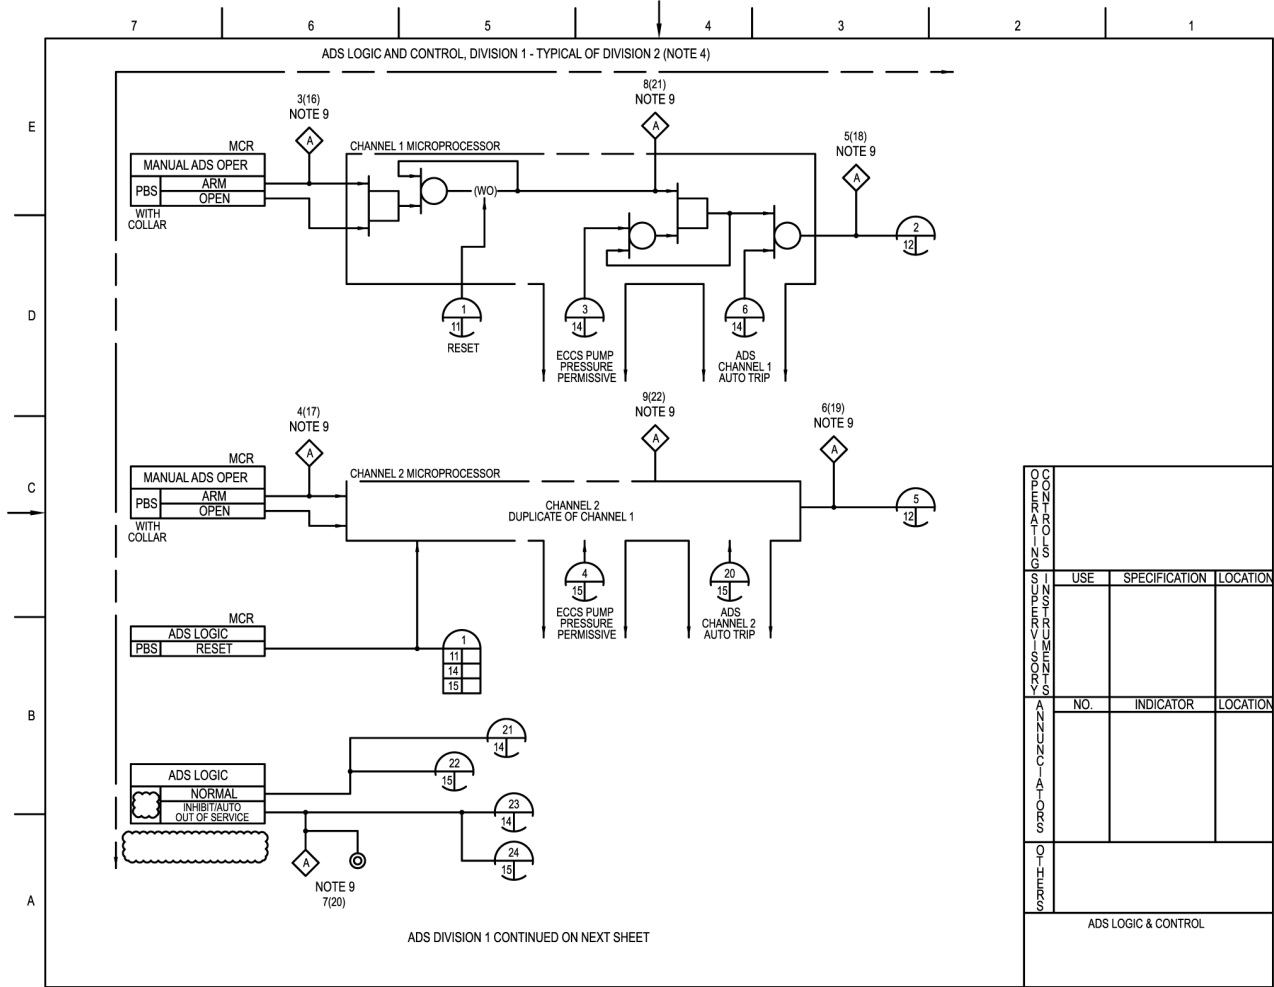 7 6 5 4 3 2 1
ADS LOGIC AND CONTROL, DIVISION 1 - TYPICAL OF DIVISION 2 (NOTE 4)
E
D
C
B
A
3(16)
NOTE 9
A
8(21)
NOTE 9
A
5(18)
NOTE 9
A
MCR
MANUAL ADS OPER
PBS
ARM
OPEN
WITH
COLLAR
CHANNEL 1 MICROPROCESSOR
(WO)
2
12
1
11
RESET
3
14
ECCS PUMP
PRESSURE
PERMISSIVE
6
14
ADS
CHANNEL 1
AUTO TRIP
4(17)
NOTE 9
A
9(22)
NOTE 9
A
6(19)
NOTE 9
A
MCR
MANUAL ADS OPER
PBS
ARM
OPEN
WITH
COLLAR
CHANNEL 2 MICROPROCESSOR
CHANNEL 2
DUPLICATE OF CHANNEL 1
5
12
4
15
ECCS PUMP
PRESSURE
PERMISSIVE
20
15
ADS
CHANNEL 2
AUTO TRIP
MCR
ADS LOGIC
PBS
RESET
1
11
14
15
ADS LOGIC
NORMAL
INHIBIT/AUTO
OUT OF SERVICE
21
14
22
15
23
14
24
15
A
NOTE 9
7(20)
ADS DIVISION 1 CONTINUED ON NEXT SHEET
OPERATING
CONTROLS
SUPERVISORY
INSTRUMENTS
USE SPECIFICATION LOCATION
ANNUNCIATORS
NO. INDICATOR LOCATION
OTHERS
ADS LOGIC & CONTROL